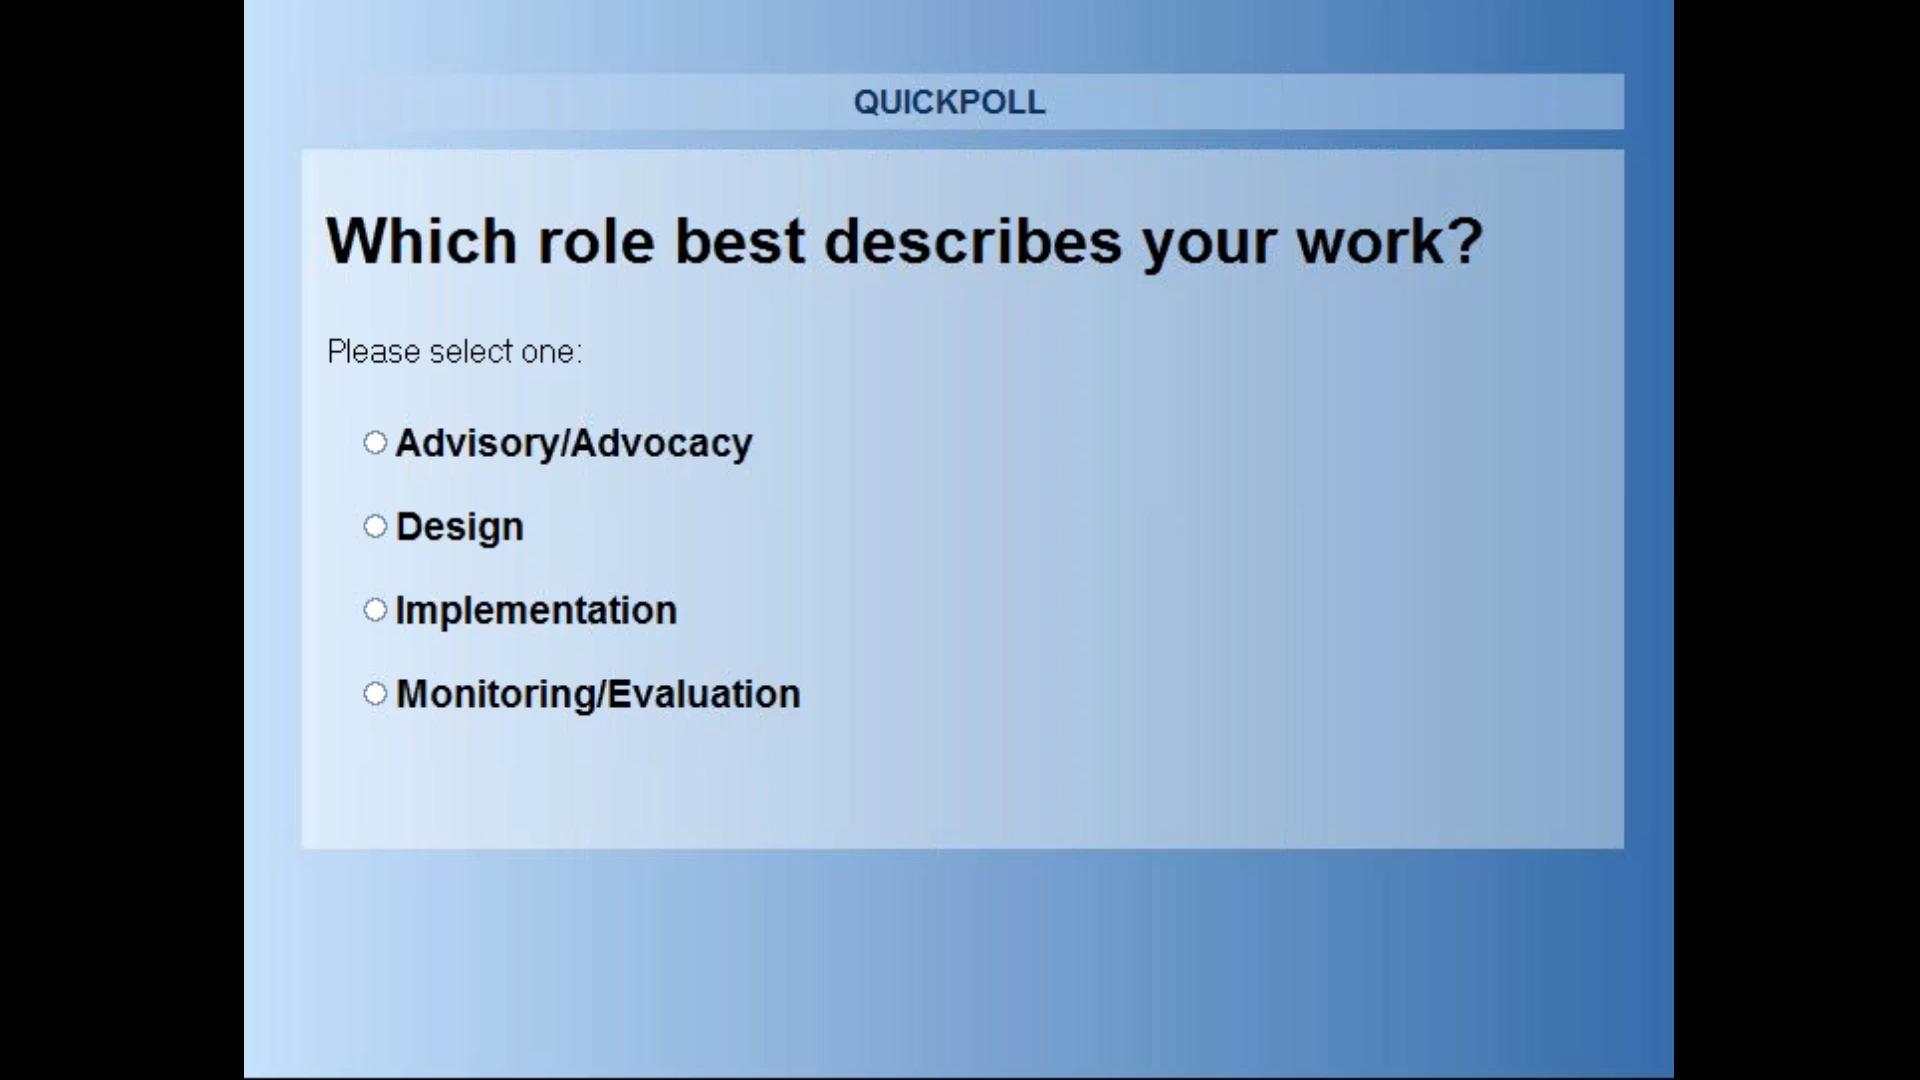 QUICKPOLL
Which role best describes your work?
Please select one:
Advisory/Advocacy
Design
Implementation
Monitoring/Evaluation